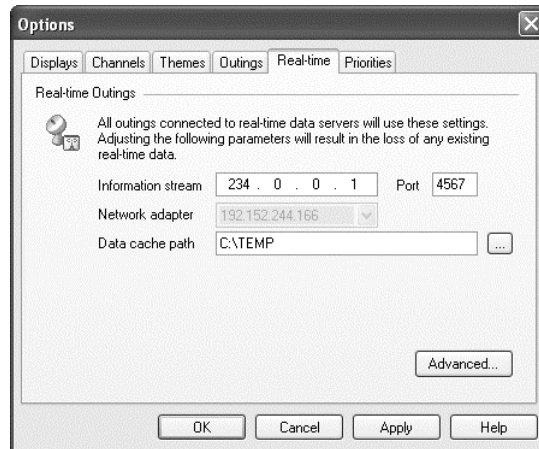 Options
Displays Channels Themes Outings Real-time Priorities
Real-time Outings
All outings connected to real-time data servers will use these settings.
Adjusting the following parameters will result in the loss of any existing
real-time data.
Information stream 234 . 0 . 0 . 1 Port 4567
Network adapter 192.152.244.166
Data cache path C:\TEMP ...
Advanced...
OK Cancel Apply Help